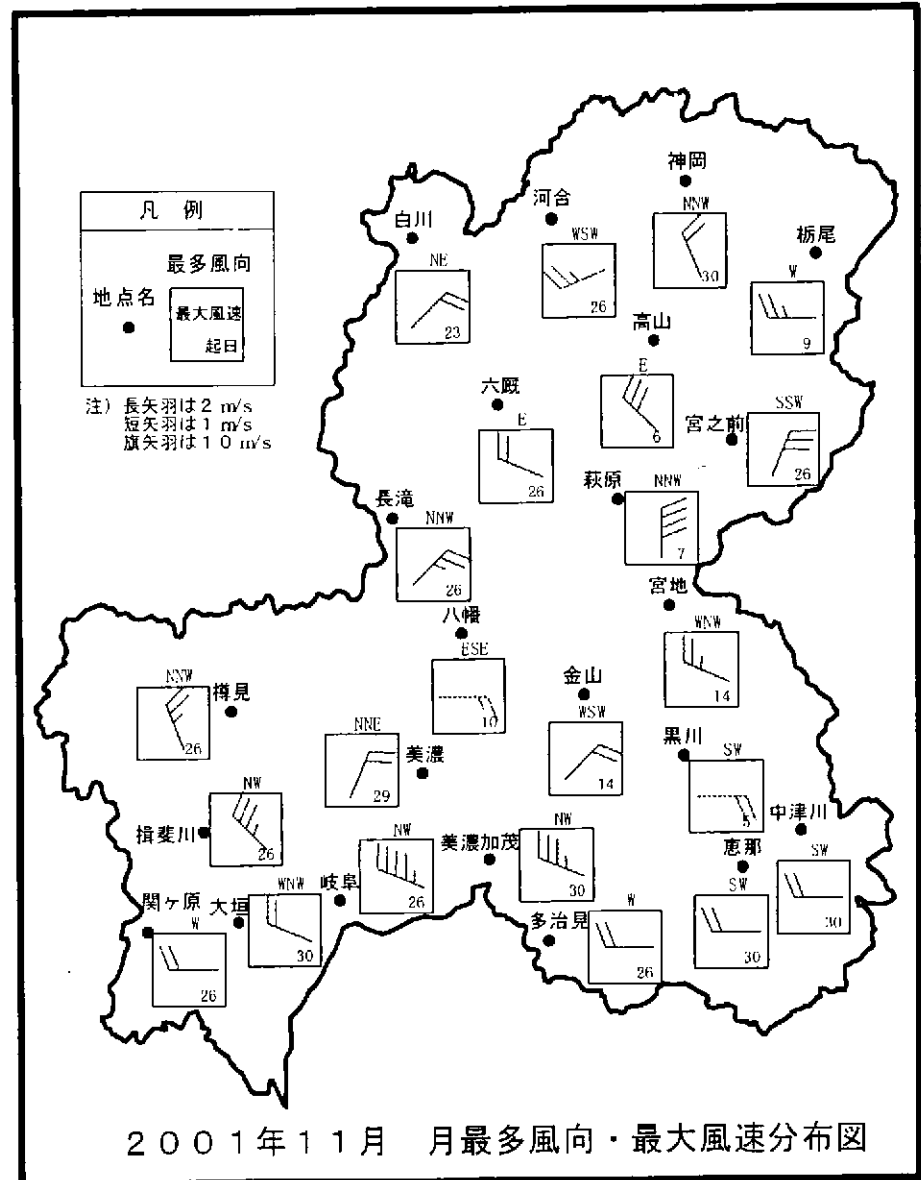 凡 例
最多風向
地点名
最大風速
起日
注）長矢羽は２ m/s
短矢羽は１ m/s
旗矢羽は１０ m/s
神岡
NNW
30
河合
WSW
26
白川
NE
23
栃尾
W
9
高山
E
6
六厩
E
26
宮之前
SSW
26
萩原
NNW
7
長滝
NNW
26
宮地
WNW
14
八幡
ESE
10
金山
WSW
14
樽見
NNW
26
美濃
NNE
29
黒川
SW
5
揖斐川
NW
26
中津川
SW
30
美濃加茂
NW
30
恵那
SW
30
岐阜
NW
26
関ヶ原
W
26
大垣
WNW
30
多治見
W
26
２００１年１１月　月最多風向・最大風速分布図